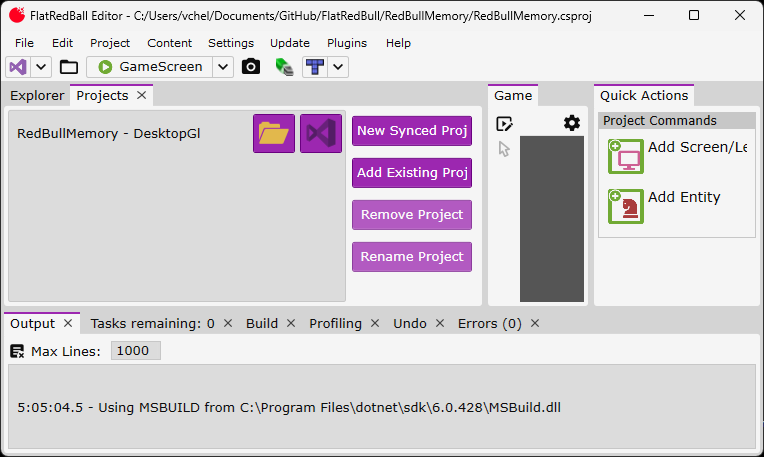 FlatRedBall Editor - C:/Users/vchel/Documents/GitHub/FlatRedBull/RedBullMemory/RedBullMemory.csproj
File Edit Project Content Settings Update Plugins Help
GameScreen
Explorer Projects
RedBullMemory - DesktopGl
New Synced Proj
Add Existing Proj
Remove Project
Rename Project
Game
Quick Actions
Project Commands
Add Screen/Le
Add Entity
Output Tasks remaining: 0 Build Profiling Undo Errors (0)
Max Lines: 1000
5:05:04.5 - Using MSBUILD from C:\Program Files\dotnet\sdk\6.0.428\MSBuild.dll